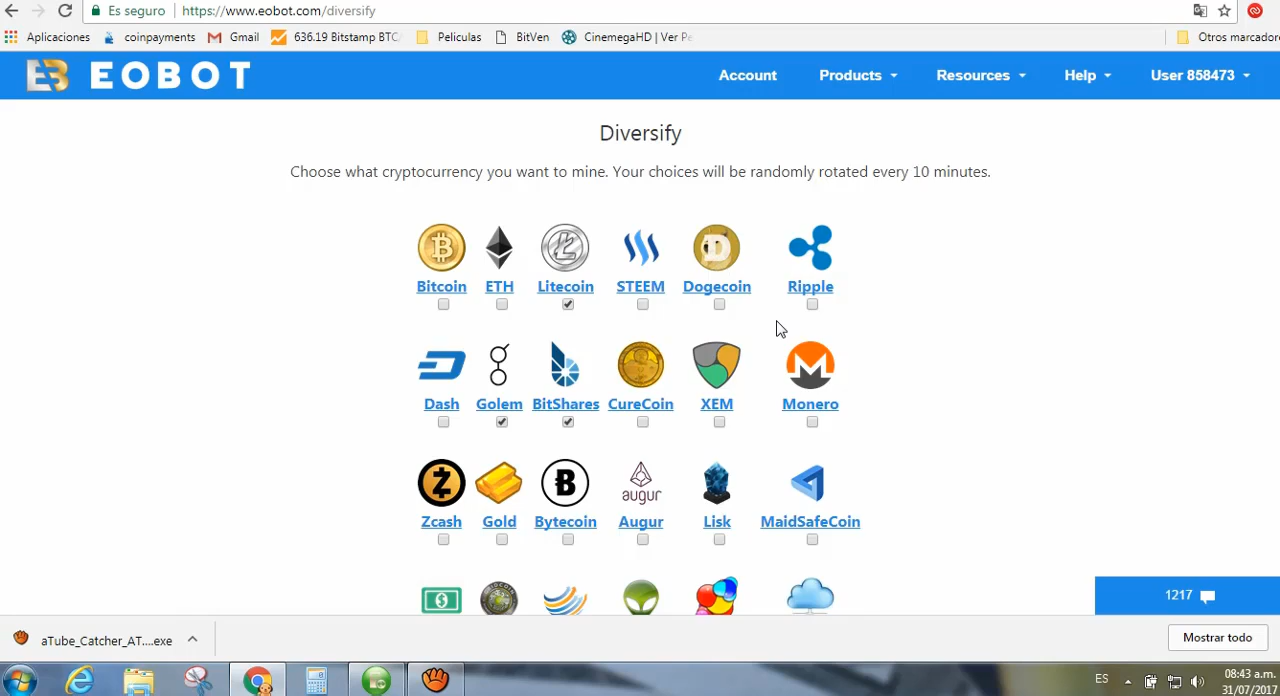 Es seguro https://www.eobot.com/diversify
Aplicaciones coinpayments Gmail 636.19 Bitstamp BTC/ Peliculas BitVen CinemegaHD | Ver Pe Otros marcador
EB EOBOT Account Products Resources Help User 858473
Diversify
Choose what cryptocurrency you want to mine. Your choices will be randomly rotated every 10 minutes.
Bitcoin ETH Litecoin STEEM Dogecoin Ripple
Dash Golem BitShares CureCoin XEM Monero
augur
Zcash Gold Bytecoin Augur Lisk MaidSafeCoin
1217
aTube_Catcher_AT....exe Mostrar todo
ES 08:43 a.m.
31/07/2017